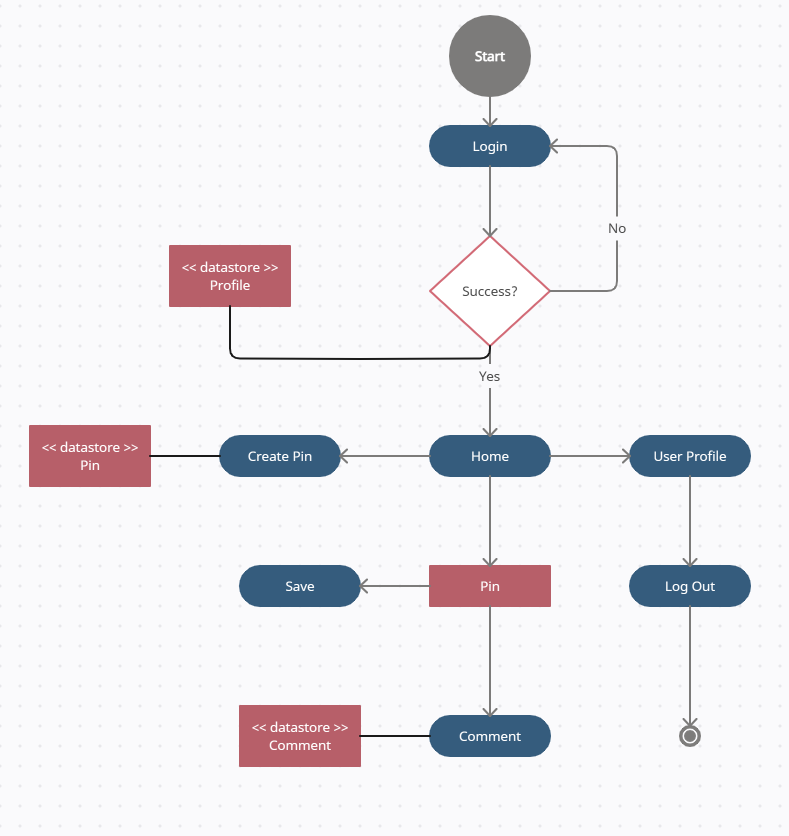 Start
Login
No
<< datastore >>
Profile
Success?
Yes
<< datastore >>
Pin
Create Pin
Home
User Profile
Save
Pin
Log Out
<< datastore >>
Comment
Comment